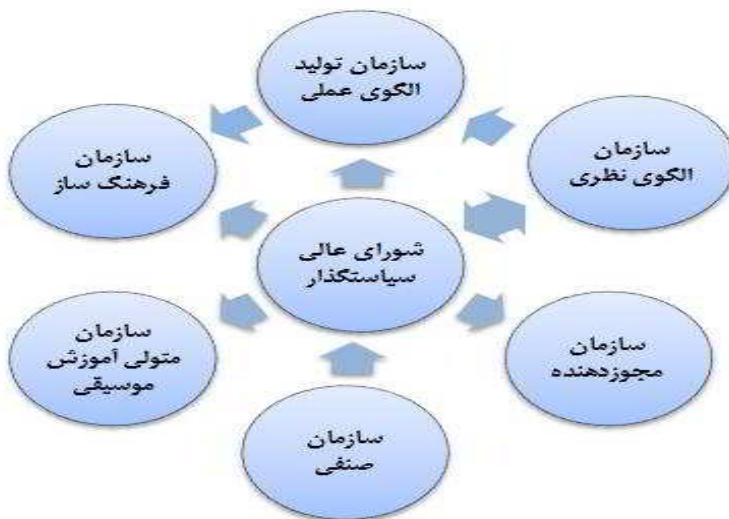 سازمان تولید
الگوی عملی
سازمان
الگوی نظری
سازمان
فرهنگ ساز
شورای عالی
سیاستگذار
سازمان
مجوزدهنده
سازمان
متولی آموزش
موسیقی
سازمان
صنفی